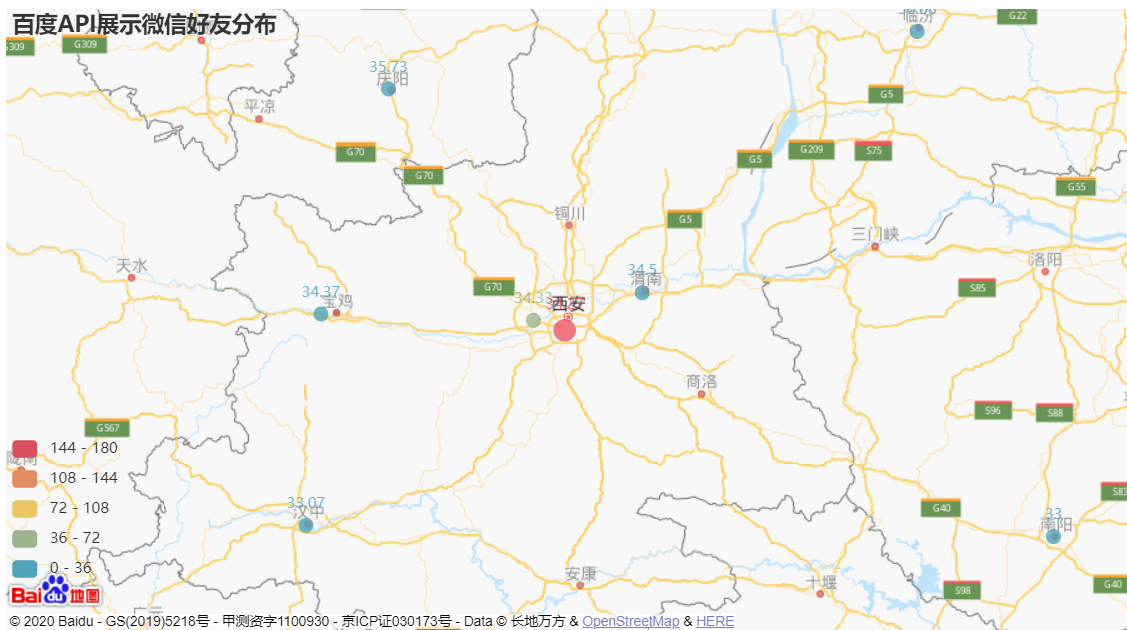 百度API展示微信好友分布
临汾
G22
G309
G309
35.73
庆阳
平凉
G5
G70
G5
G209
S75
G70
G55
铜川
G5
三门峡
天水
34.5
渭南
洛阳
34.37
宝鸡
G70
34.33
西安
S85
商洛
S96
S88
G567
144 - 180
陇南
108 - 144
72 - 108
36 - 72
0 - 36
33.07
汉中
S83
G40
33
南阳
安康
十堰
S98
G40
Bai du 地图
广元
© 2020 Baidu - GS(2019)5218号 - 甲测资字1100930 - 京ICP证030173号 - Data © 长地万方 & OpenStreetMap & HERE